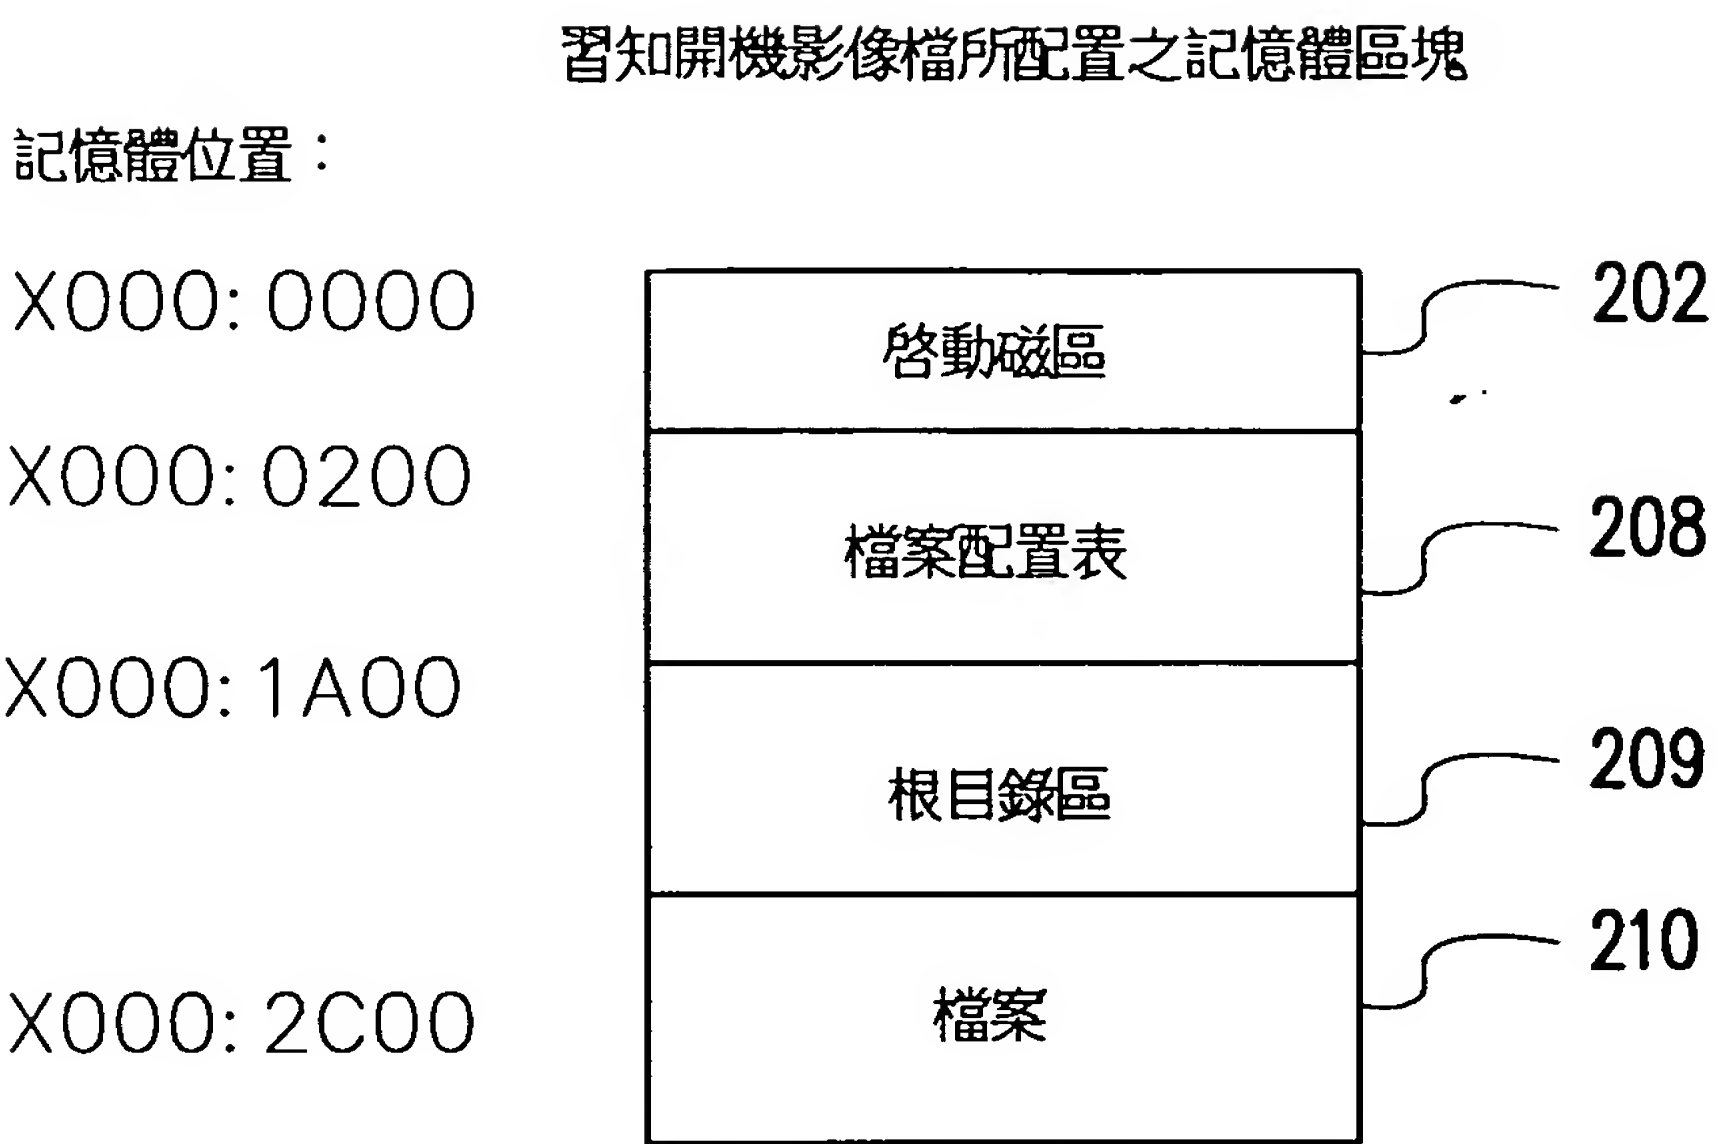 習知開機影像檔所配置之記憶體區塊
記憶體位置：
X000: 0000
啓動磁區
202
X000: 0200
檔案配置表
208
X000: 1A00
根目錄區
209
X000: 2C00
檔案
210